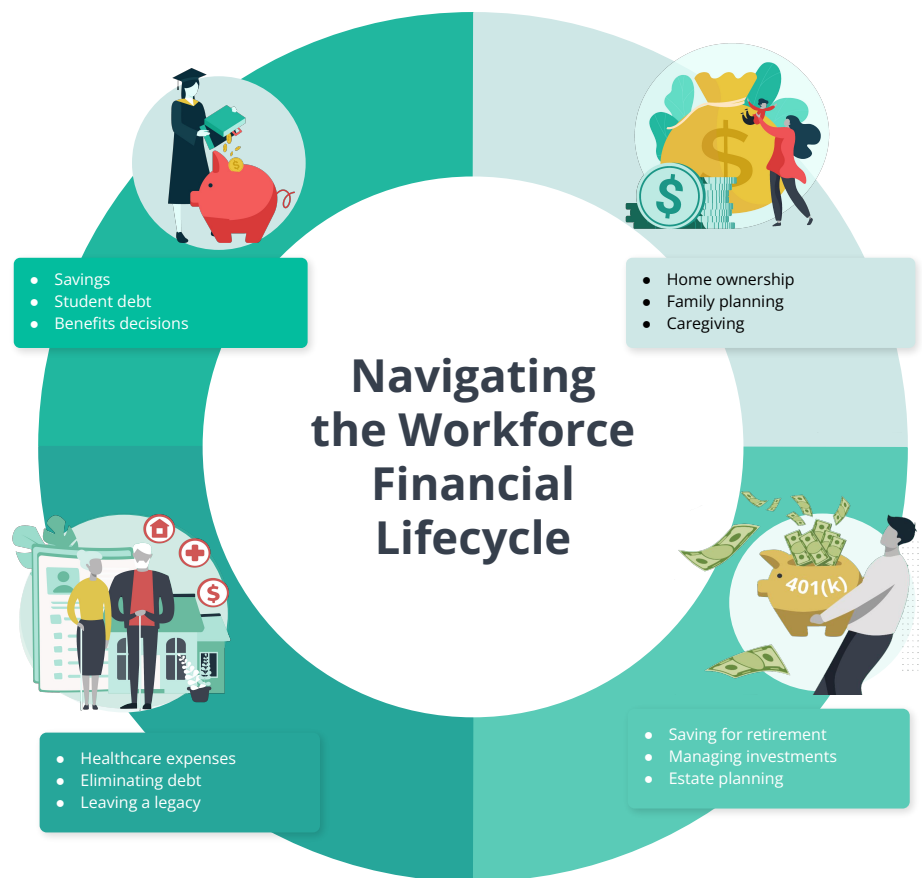 $
$
$
● Savings
● Student debt
● Benefits decisions
● Home ownership
● Family planning
● Caregiving
Navigating
the Workforce
Financial
Lifecycle
401(k)
$
● Healthcare expenses
● Eliminating debt
● Leaving a legacy
● Saving for retirement
● Managing investments
● Estate planning